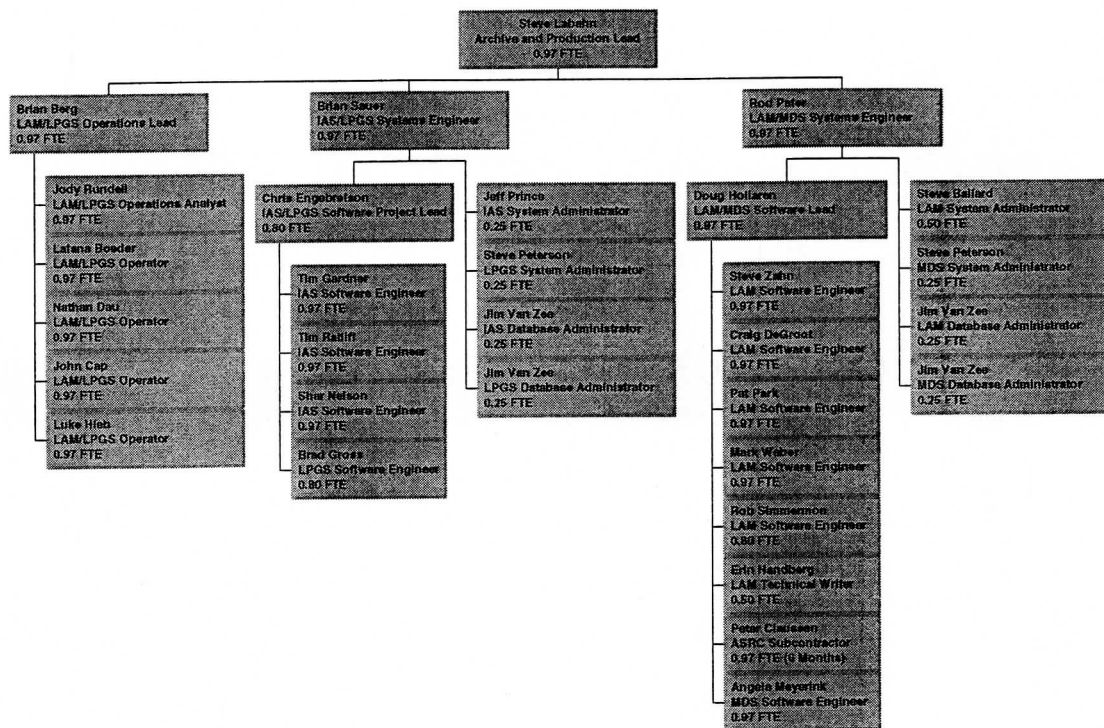 Steve Labahn
Archive and Production Lead
0.97 FTE
Brian Berg
LAM/LPGS Operations Lead
0.97 FTE
Jody Rundell
LAM/LPGS Operations Analyst
0.97 FTE
Latana Boeder
LAM/LPGS Operator
0.97 FTE
Nathan Dau
LAM/LPGS Operator
0.97 FTE
John Cap
LAM/LPGS Operator
0.97 FTE
Luke Hieb
LAM/LPGS Operator
0.97 FTE
Brian Sauer
IAS/LPGS Systems Engineer
0.97 FTE
Chris Engebretson
IAS/LPGS Software Project Lead
0.80 FTE
Tim Gardner
IAS Software Engineer
0.97 FTE
Tim Ratliff
IAS Software Engineer
0.97 FTE
Sher Nelson
IAS Software Engineer
0.97 FTE
Brad Gross
LPGS Software Engineer
0.80 FTE
Jeff Prince
IAS System Administrator
0.25 FTE
Steve Peterson
LPGS System Administrator
0.25 FTE
Jim Van Zee
IAS Database Administrator
0.25 FTE
Jim Van Zee
LPGS Database Administrator
0.25 FTE
Rod Pater
LAM/MDS Systems Engineer
0.97 FTE
Doug Hollaren
LAM/MDS Software Lead
0.97 FTE
Steve Zahn
LAM Software Engineer
0.97 FTE
Craig DeGroot
LAM Software Engineer
0.97 FTE
Pat Park
LAM Software Engineer
0.97 FTE
Mark Weber
LAM Software Engineer
0.97 FTE
Rob Simmermon
LAM Software Engineer
0.80 FTE
Erin Handberg
LAM Technical Writer
0.50 FTE
Peter Claussen
ASRC Subcontractor
0.97 FTE (6 Months)
Angela Meyerink
MDS Software Engineer
0.97 FTE
Steve Ballard
LAM System Administrator
0.50 FTE
Steve Peterson
MDS System Administrator
0.25 FTE
Jim Van Zee
LAM Database Administrator
0.25 FTE
Jim Van Zee
MDS Database Administrator
0.25 FTE